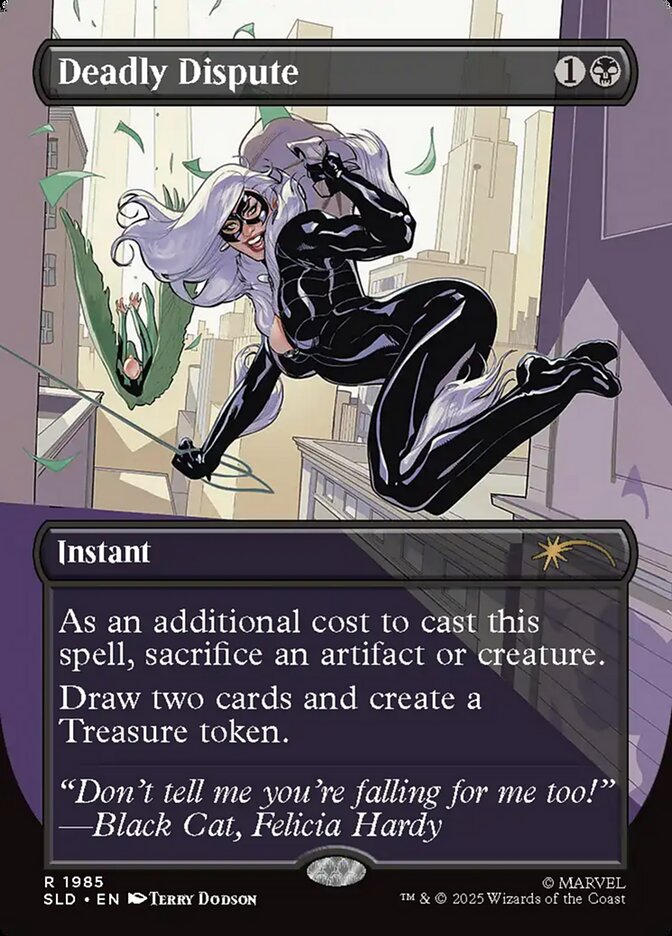 Deadly Dispute
1
Instant
As an additional cost to cast this
spell, sacrifice an artifact or creature.
Draw two cards and create a
Treasure token.
“Don’t tell me you’re falling for me too!”
—Black Cat, Felicia Hardy
R 1985
© MARVEL
SLD • EN Terry Dodson
™ & © 2025 Wizards of the Coast